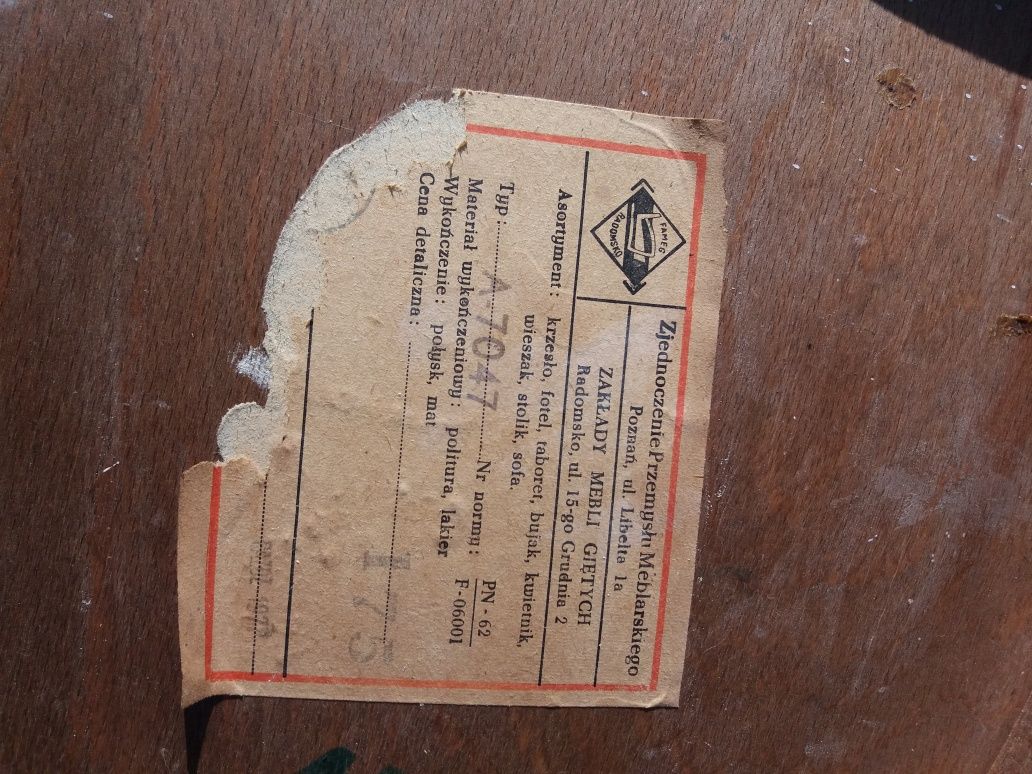 FAMEG
RADOMSKO
Zjednoczenie Przemysłu Meblarskiego
Poznań, ul. Libelta 1a
ZAKŁADY MEBLI GIĘTYCH
Radomsko, ul. 15-go Grudnia 2
Asortyment: krzesło, fotel, taboret, bujak, kwietnik,
wieszak, stolik, sofa.
Typ: A-7047 Nr normy: PN-62
F-06001
Materiał wykończeniowy: politura, lakier
Wykończenie: połysk, mat
Cena detaliczna: